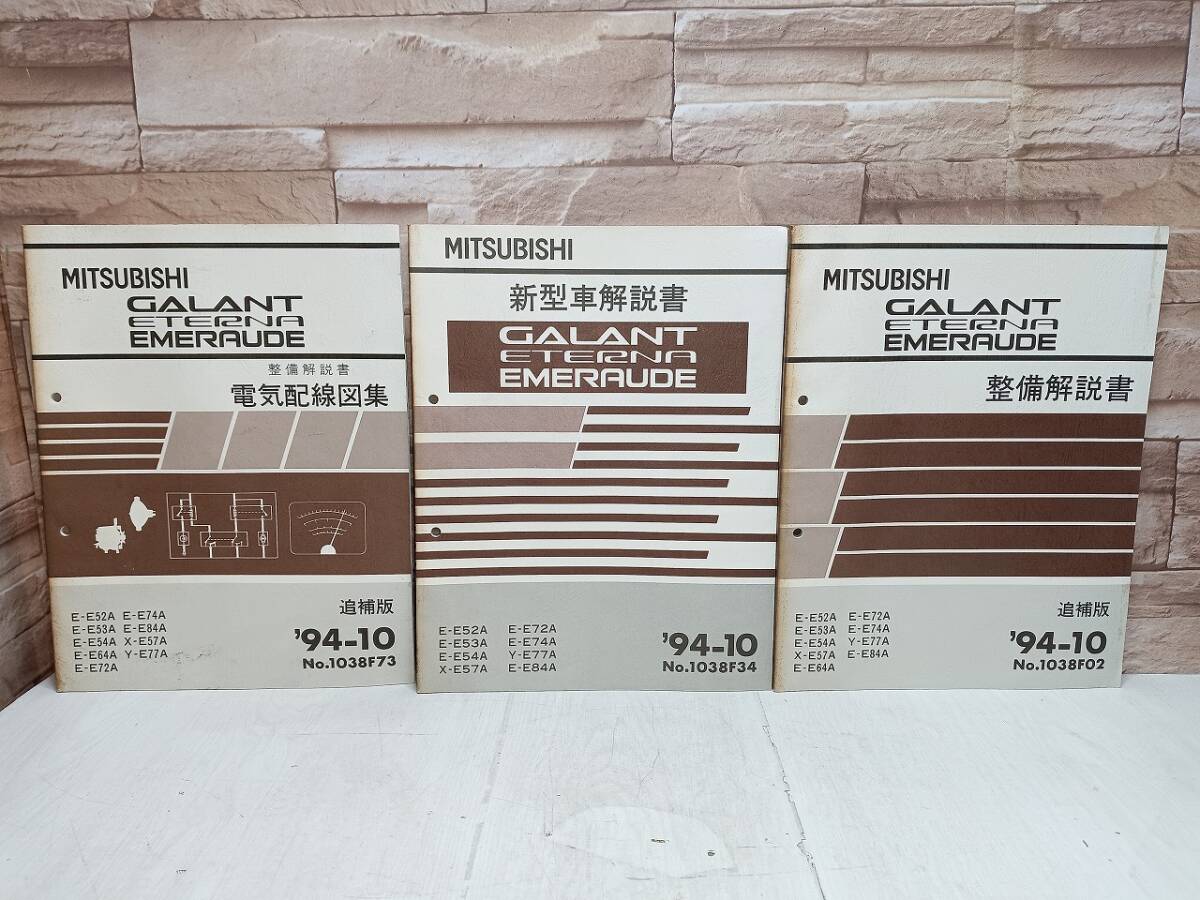 MITSUBISHI
GALANT
ETERNA
EMERAUDE
整備解説書
電気配線図集
E-E52A E-E74A
E-E53A E-E84A
E-E54A X-E57A
E-E64A Y-E77A
E-E72A
追補版
'94-10
No.1038F73
MITSUBISHI
新型車解説書
GALANT
ETERNA
EMERAUDE
E-E52A E-E72A
E-E53A E-E74A
E-E54A Y-E77A
X-E57A E-E84A
'94-10
No.1038F34
MITSUBISHI
GALANT
ETERNA
EMERAUDE
整備解説書
E-E52A E-E72A
E-E53A E-E74A
E-E54A Y-E77A
X-E57A E-E84A
E-E64A
追補版
'94-10
No.1038F02